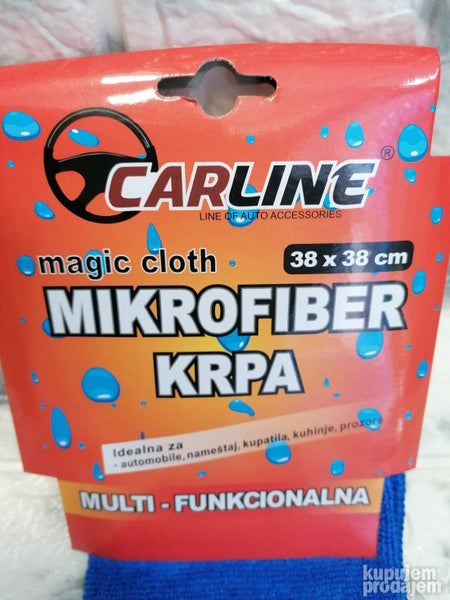 CARLINE ®
LINE OF AUTO ACCESSORIES
magic cloth
38 x 38 cm
MIKROFIBER
KRPA
Idealna za
- automobile, nameštaj, kupatila, kuhinje, prozore
MULTI - FUNKCIONALNA
kupujem
prodajem